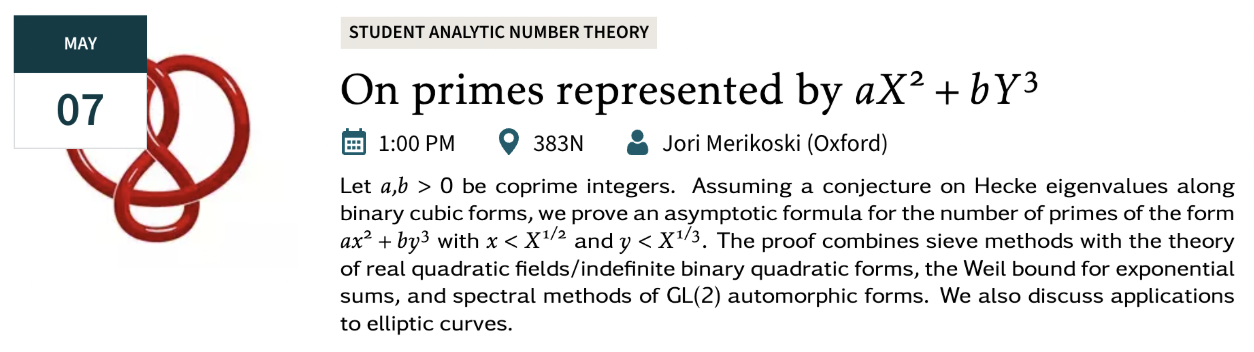 MAY
07
STUDENT ANALYTIC NUMBER THEORY
On primes represented by aX² + bY³
1:00 PM 383N Jori Merikoski (Oxford)
Let a,b > 0 be coprime integers. Assuming a conjecture on Hecke eigenvalues along
binary cubic forms, we prove an asymptotic formula for the number of primes of the form
ax² + by³ with x < X^{1/2} and y < X^{1/3}. The proof combines sieve methods with the theory
of real quadratic fields/indefinite binary quadratic forms, the Weil bound for exponential
sums, and spectral methods of GL(2) automorphic forms. We also discuss applications
to elliptic curves.